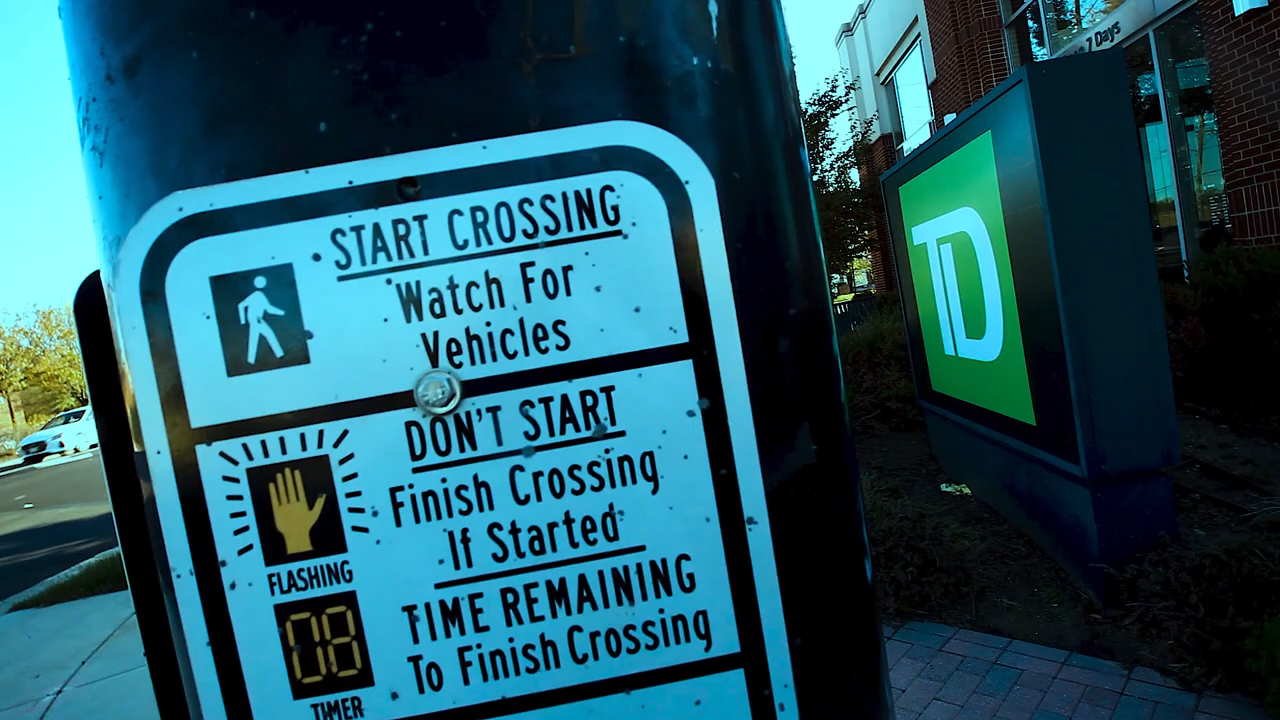 START CROSSING
Watch For
Vehicles
DON'T START
Finish Crossing
If Started
FLASHING
TIME REMAINING
To Finish Crossing
08
TIMER
TD
7 Days